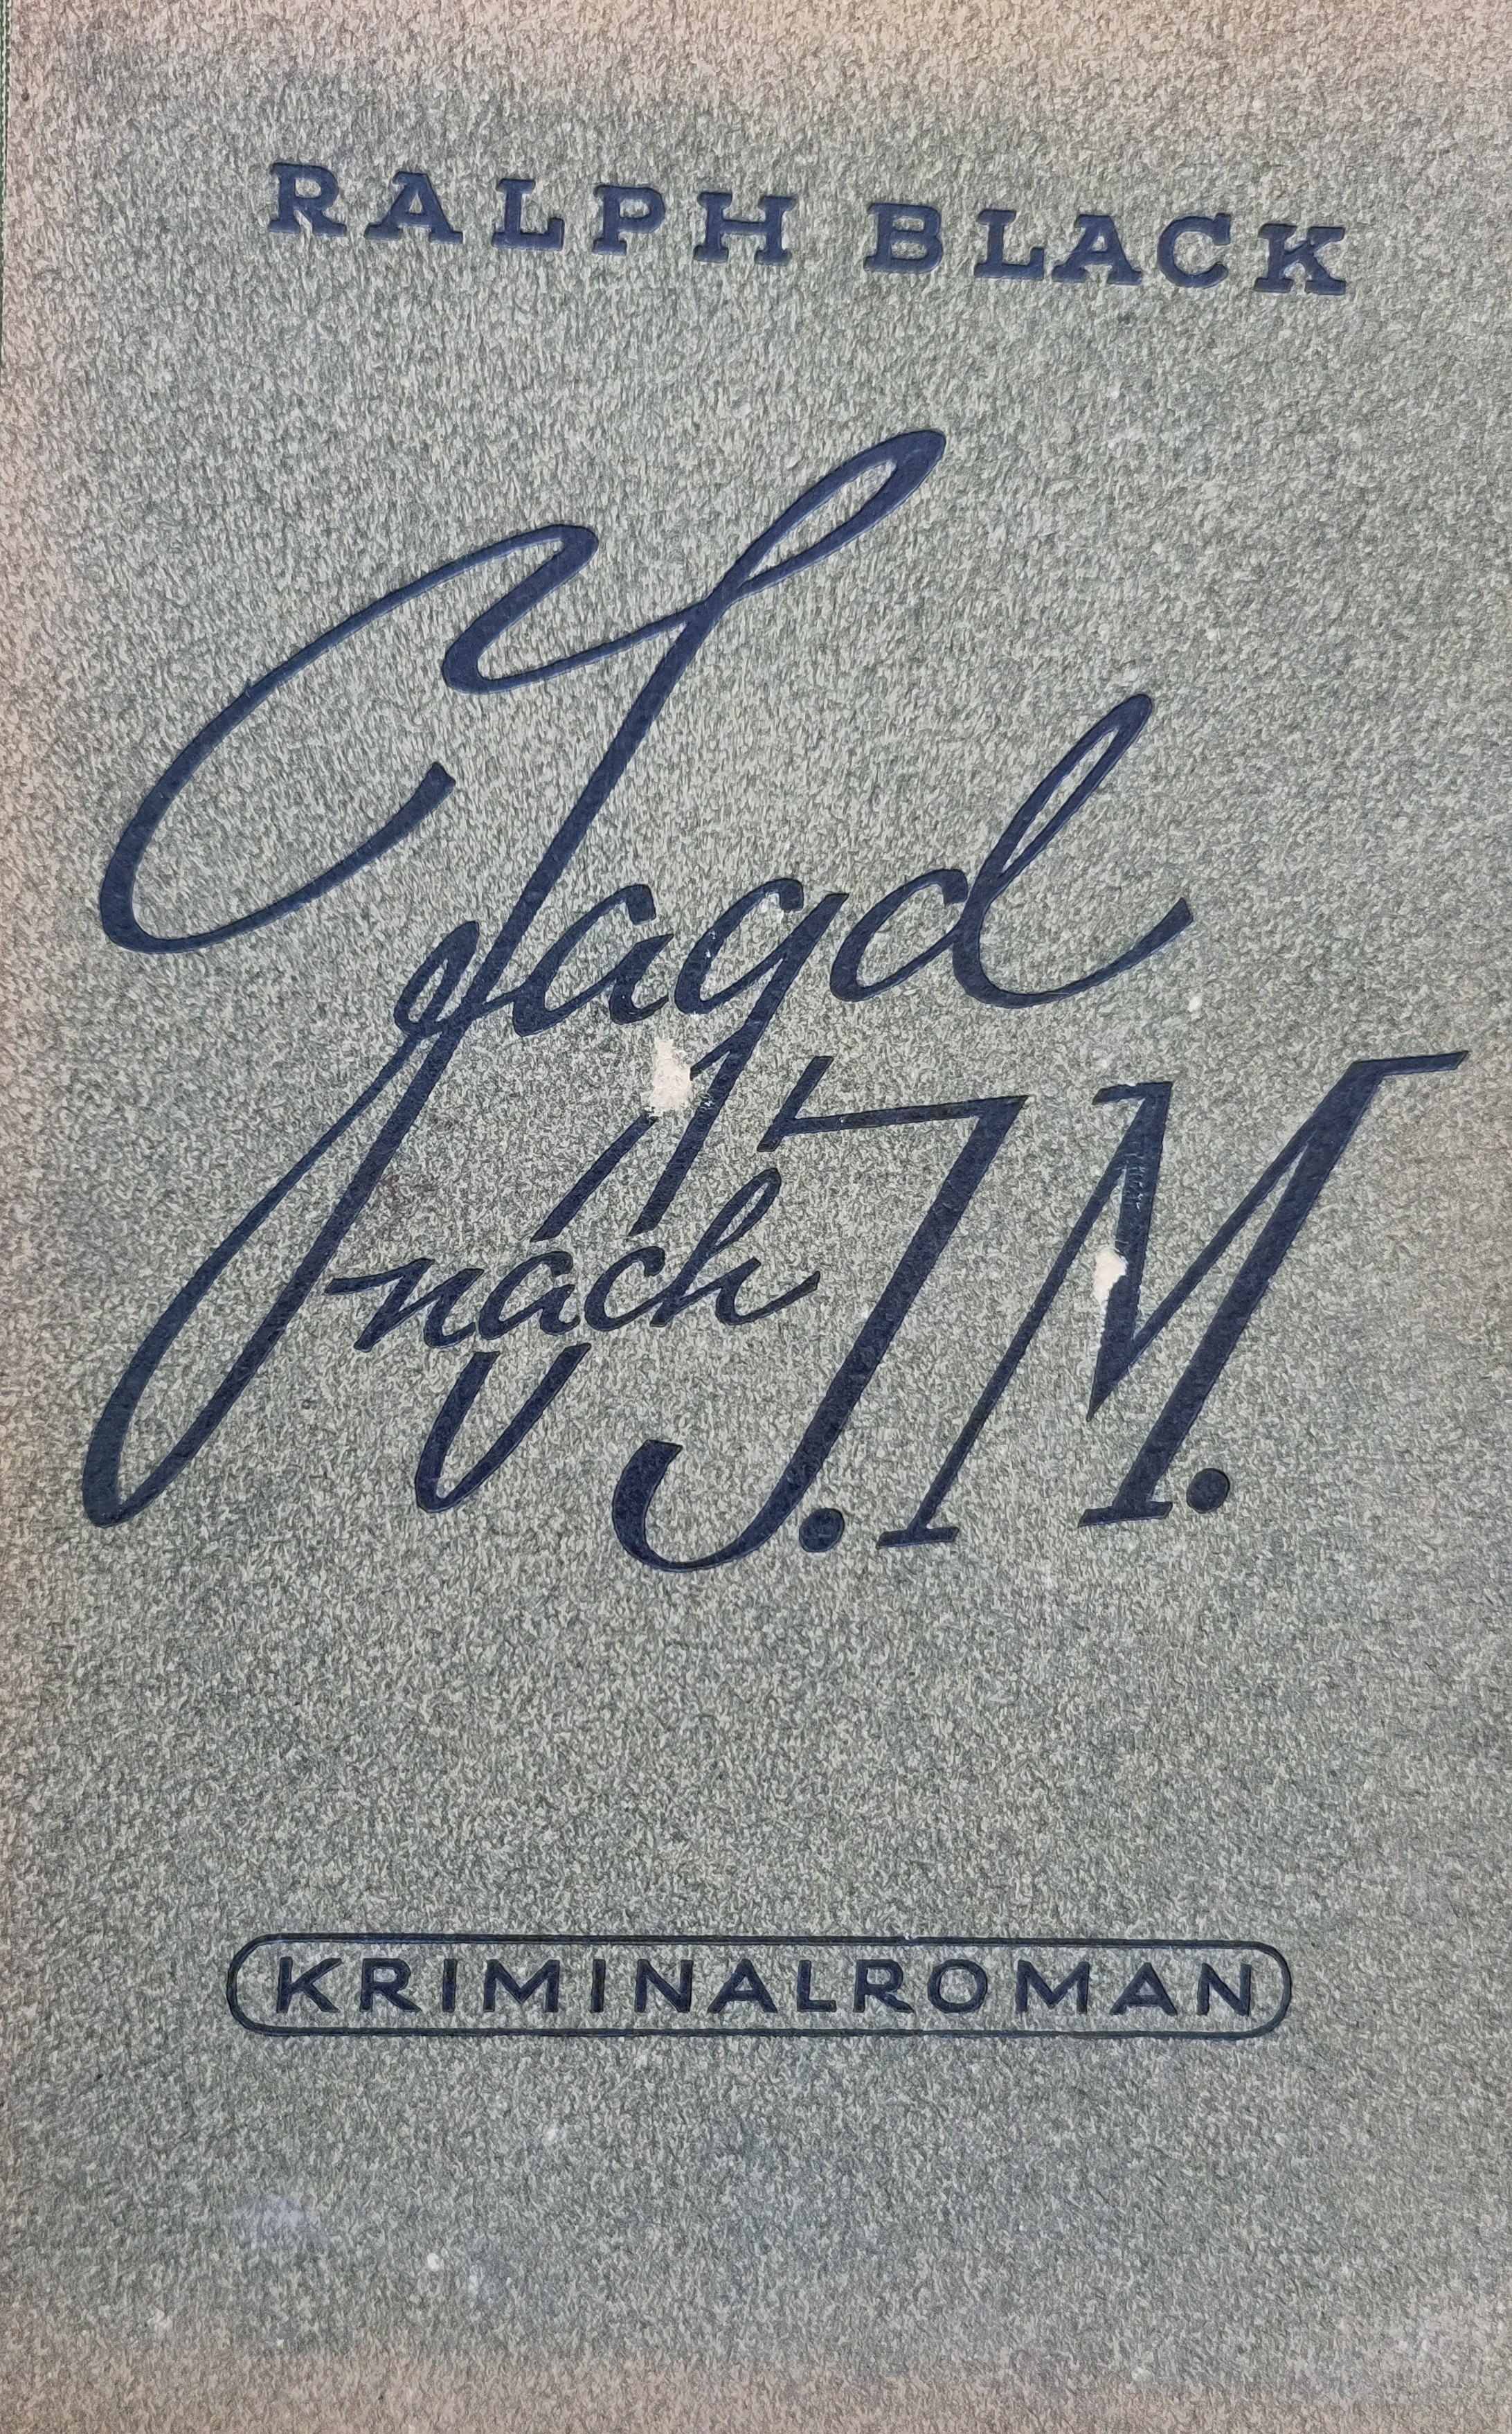 RALPH BLACK
Jagd
nach J.M.
KRIMINALROMAN